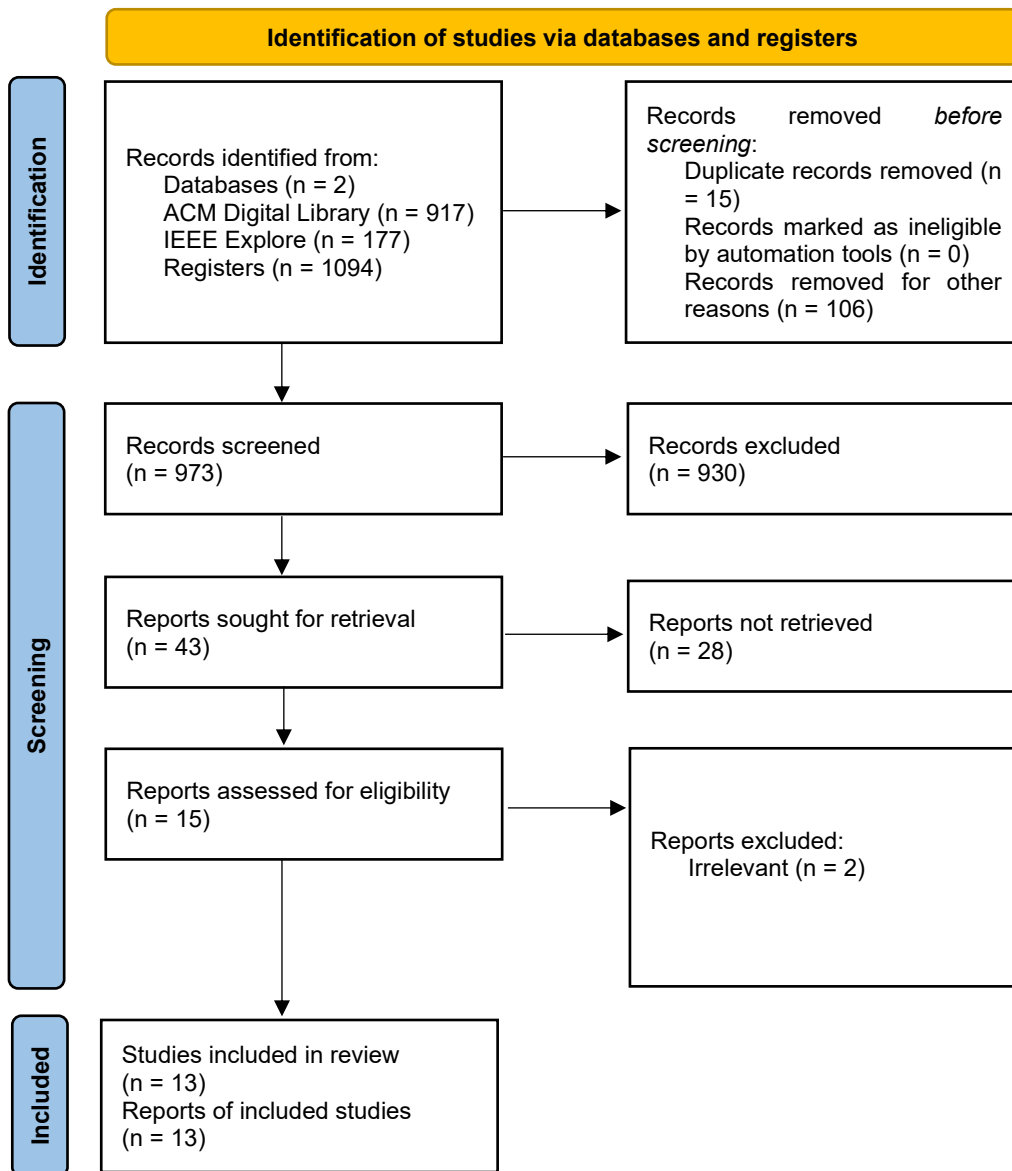 Identification of studies via databases and registers
Identification
Records identified from:
Databases (n = 2)
ACM Digital Library (n = 917)
IEEE Explore (n = 177)
Registers (n = 1094)
Records removed before
screening:
Duplicate records removed (n
= 15)
Records marked as ineligible
by automation tools (n = 0)
Records removed for other
reasons (n = 106)
Screening
Records screened
(n = 973)
Records excluded
(n = 930)
Reports sought for retrieval
(n = 43)
Reports not retrieved
(n = 28)
Reports assessed for eligibility
(n = 15)
Reports excluded:
Irrelevant (n = 2)
Included
Studies included in review
(n = 13)
Reports of included studies
(n = 13)